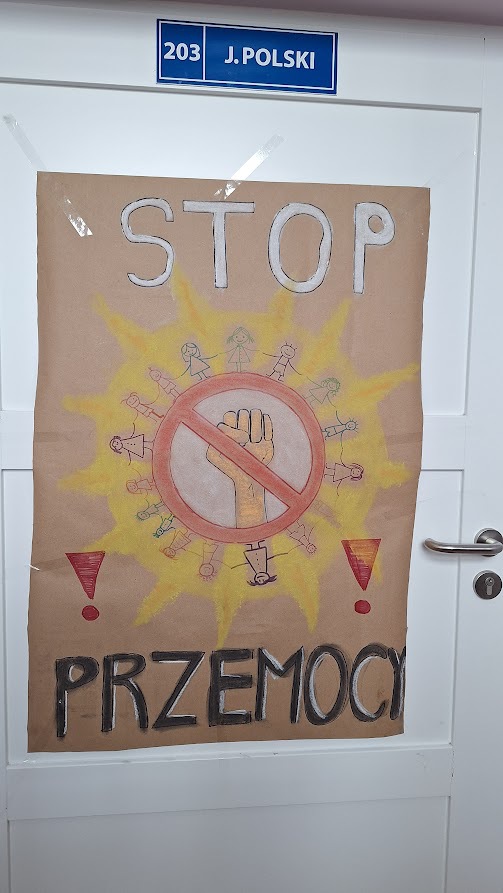 203 J. POLSKI
STOP
! !
PRZEMOCY